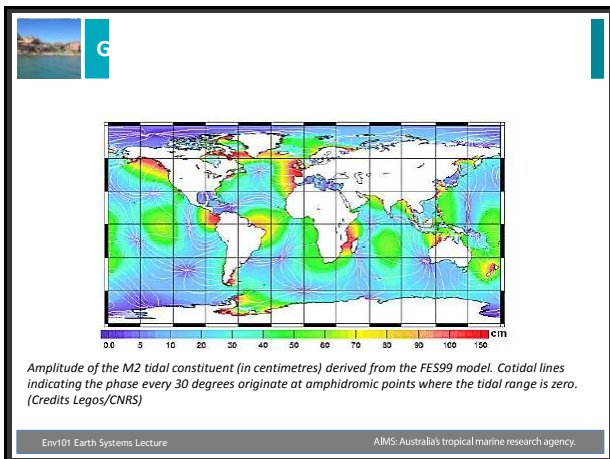 G
0.0 5 10 20 30 40 50 60 70 80 90 100 150 cm
Amplitude of the M2 tidal constituent (in centimetres) derived from the FES99 model. Cotidal lines
indicating the phase every 30 degrees originate at amphidromic points where the tidal range is zero.
(Credits Legos/CNRS)
Env101 Earth Systems Lecture
AIMS: Australia's tropical marine research agency.